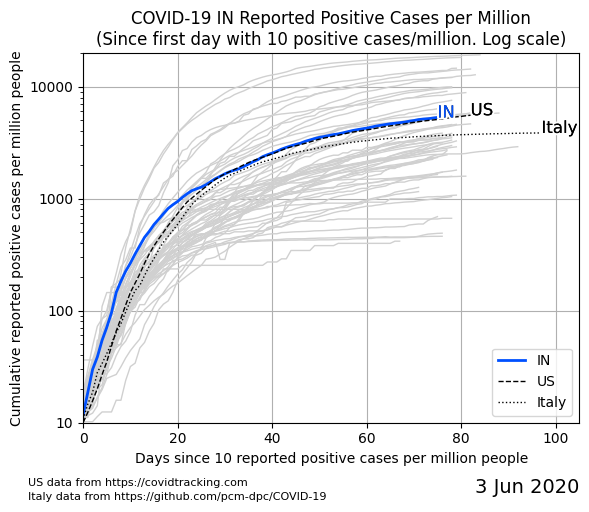 COVID-19 IN Reported Positive Cases per Million
(Since first day with 10 positive cases/million. Log scale)
Cumulative reported positive cases per million people
10000
1000
100
10
IN
US
Italy
IN
US
Italy
0
20
40
60
80
100
Days since 10 reported positive cases per million people
US data from https://covidtracking.com
Italy data from https://github.com/pcm-dpc/COVID-19
3 Jun 2020